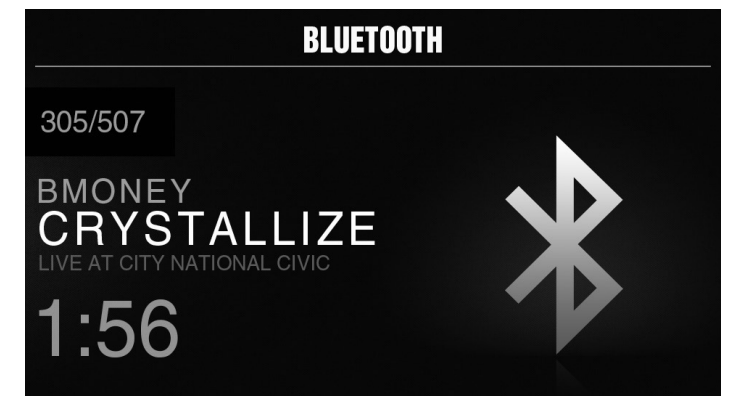 BLUETOOTH
305/507
BMONEY
CRYSTALLIZE
LIVE AT CITY NATIONAL CIVIC
1:56